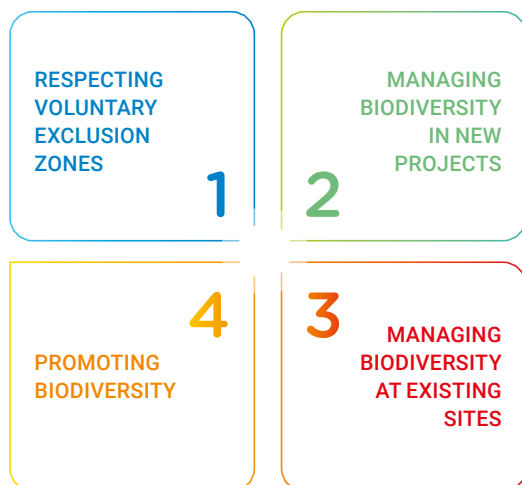 RESPECTING
VOLUNTARY
EXCLUSION
ZONES
1
MANAGING
BIODIVERSITY
IN NEW
PROJECTS
2
4
PROMOTING
BIODIVERSITY
3
MANAGING
BIODIVERSITY
AT EXISTING
SITES